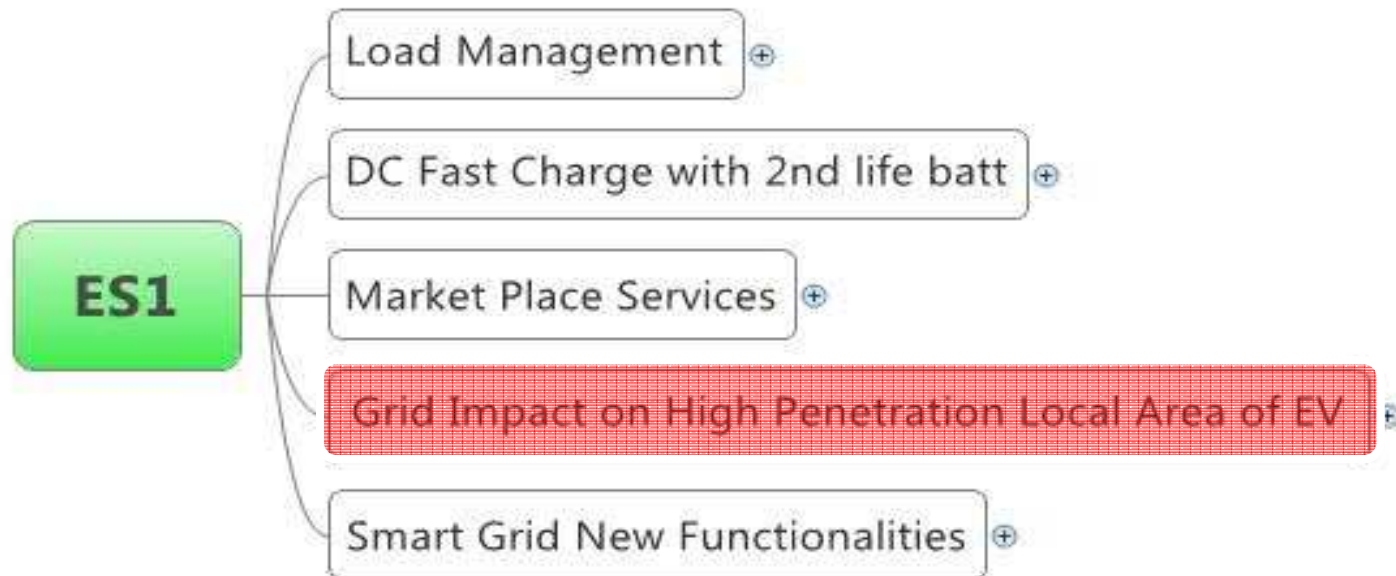 Load Management
DC Fast Charge with 2nd life batt
ES1
Market Place Services
Grid Impact on High Penetration Local Area of EV
Smart Grid New Functionalities